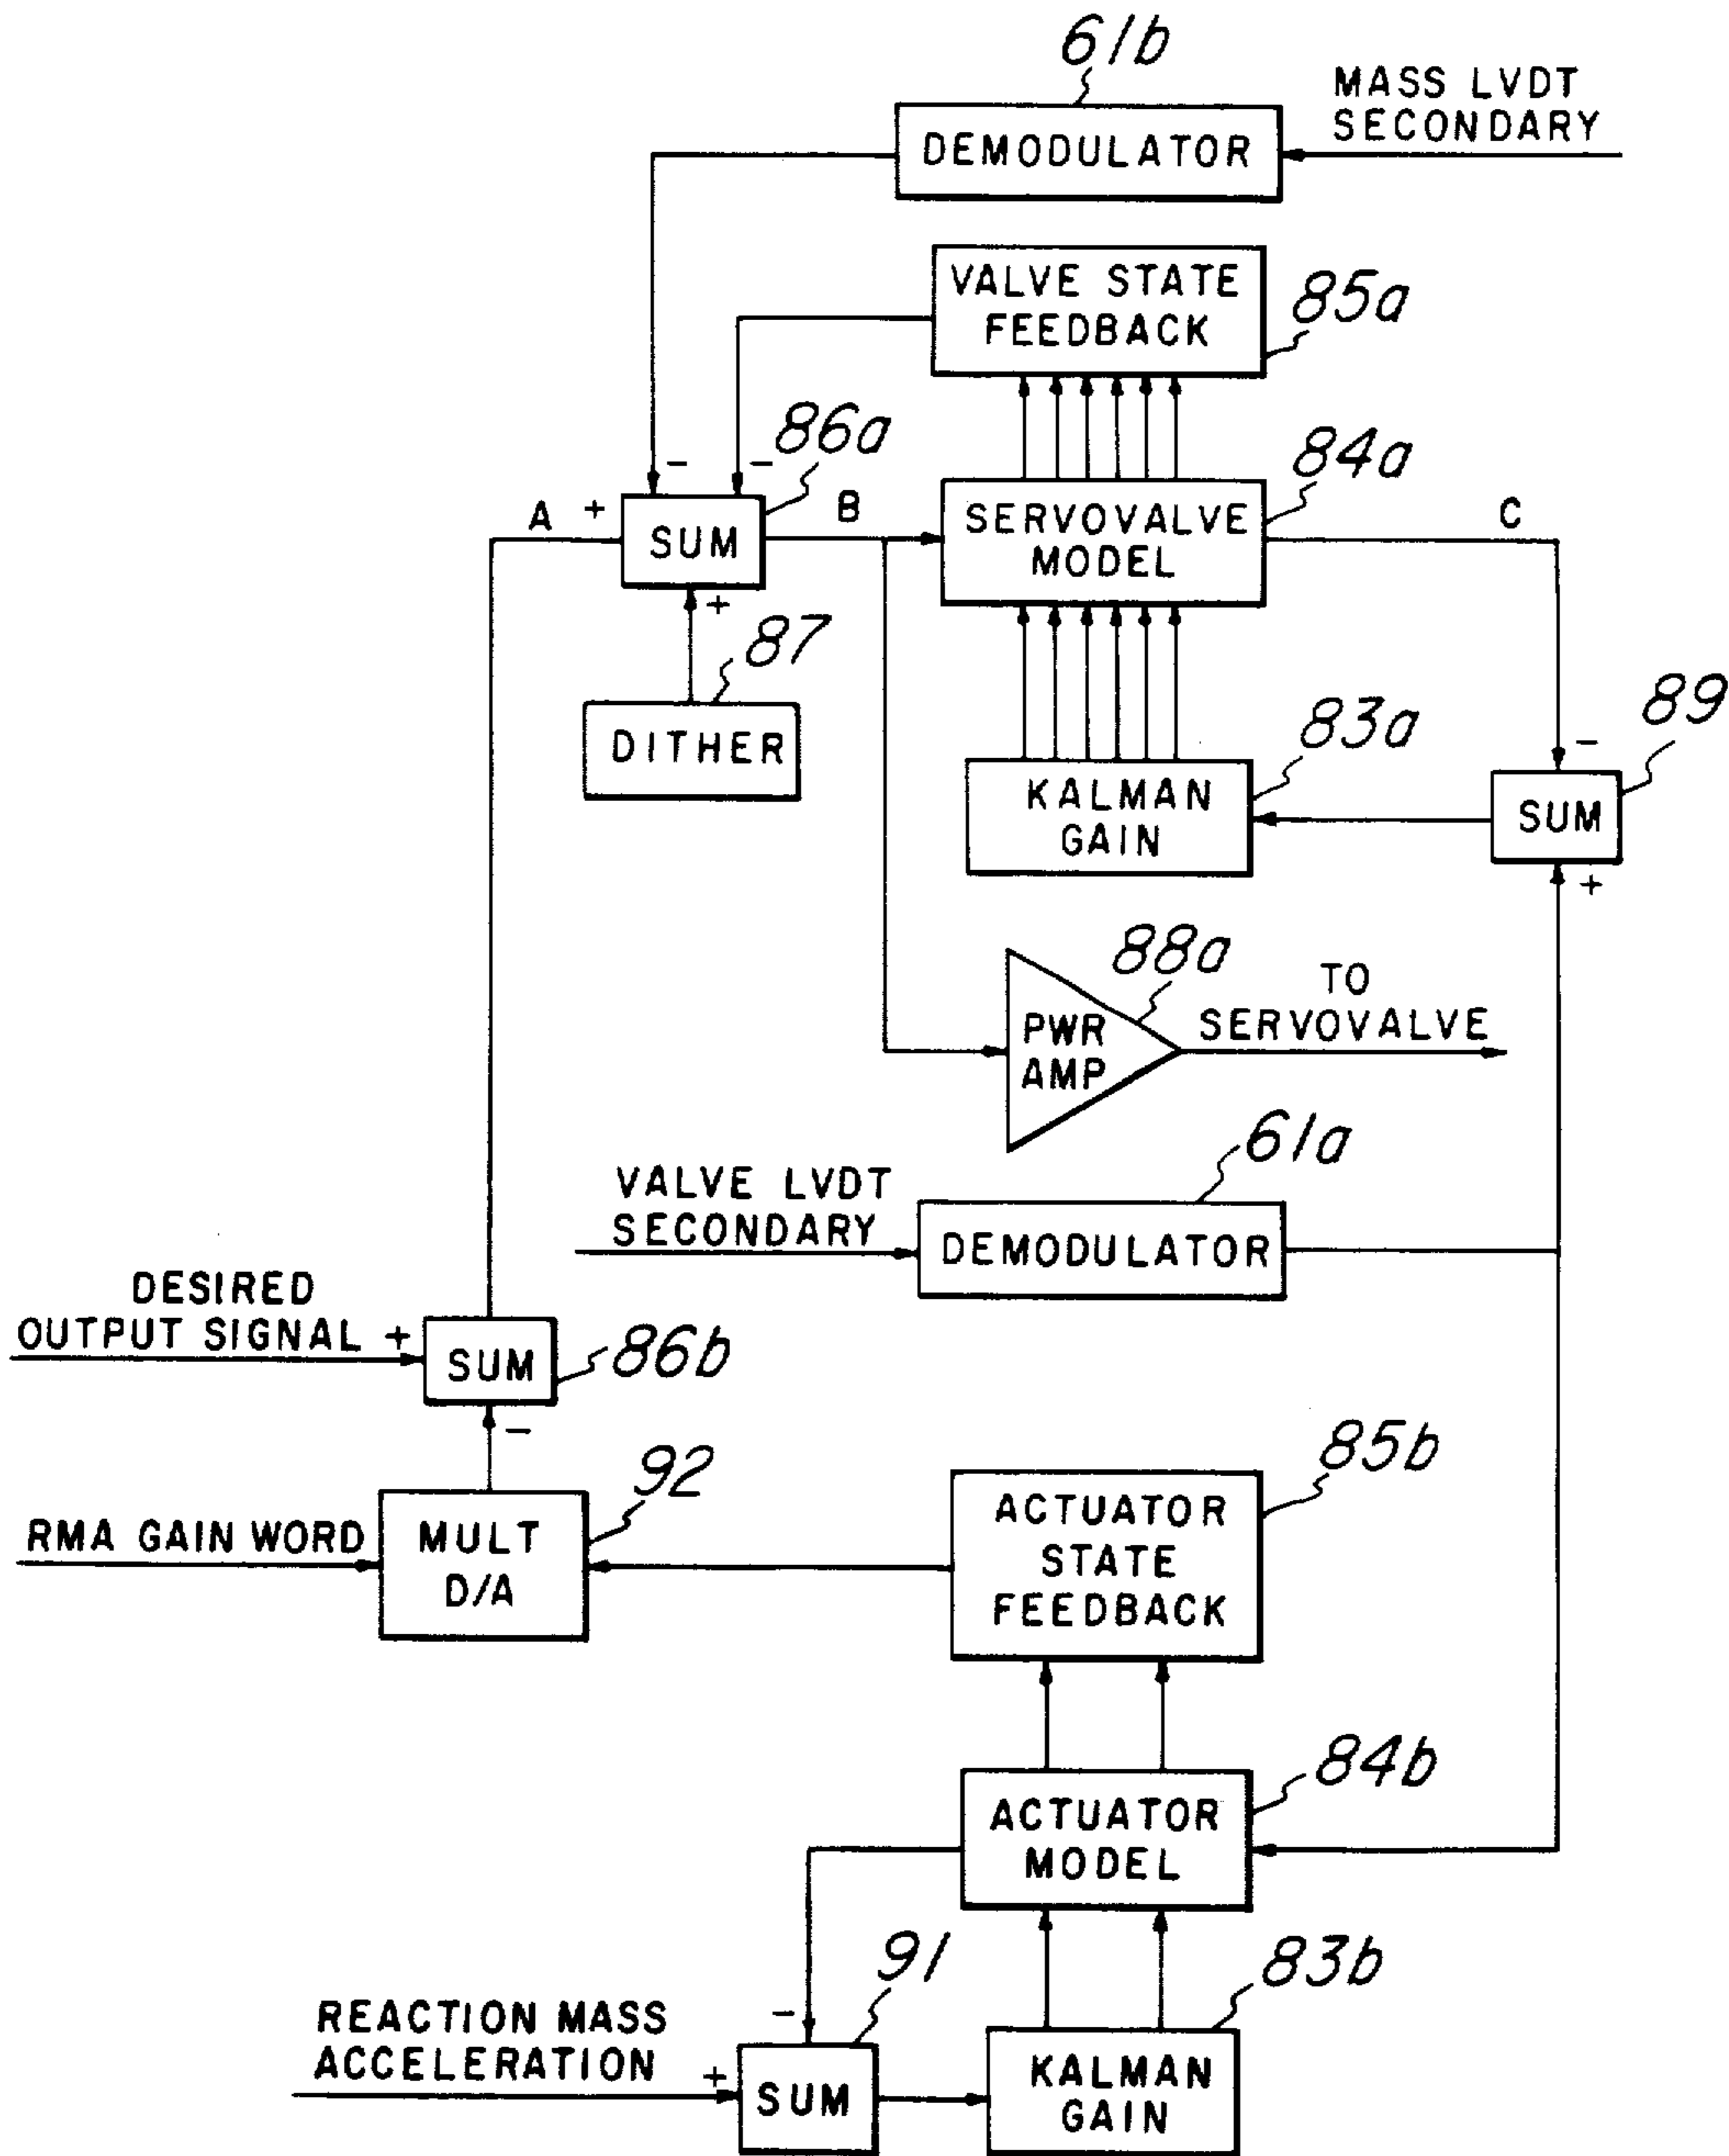 61b
MASS LVDT
SECONDARY
DEMODULATOR
VALVE STATE
FEEDBACK
85a
86a
84a
- -
A + SUM B
SERVOVALVE
MODEL
C
+
87
DITHER
83a
KALMAN
GAIN
89
-
SUM
+
88a
PWR
AMP
TO
SERVOVALVE
61a
VALVE LVDT
SECONDARY
DEMODULATOR
DESIRED
OUTPUT SIGNAL +
SUM
86b
-
92
RMA GAIN WORD
MULT
D/A
85b
ACTUATOR
STATE
FEEDBACK
84b
ACTUATOR
MODEL
91
83b
-
REACTION MASS
ACCELERATION +
SUM
KALMAN
GAIN